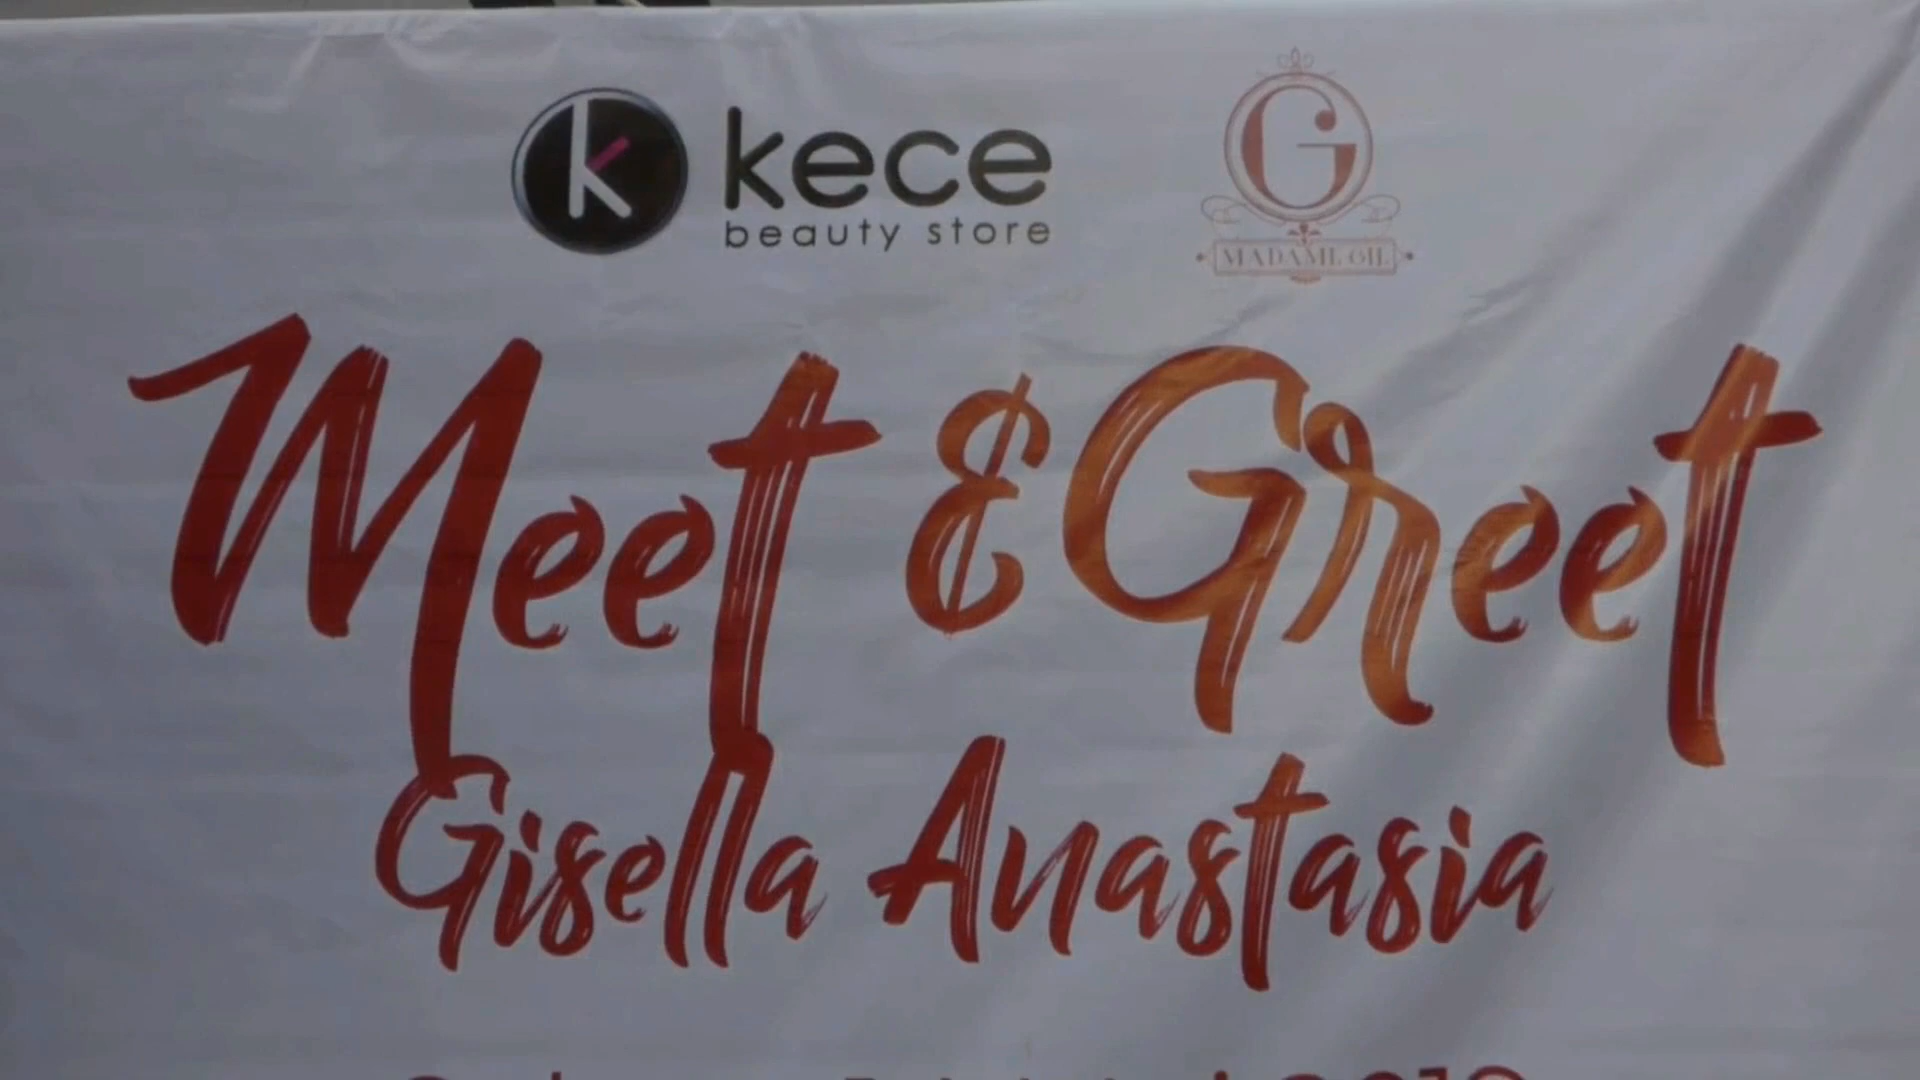 kece
beauty store
G
MADAME GIE
Meet & Greet
Gisella Anastasia